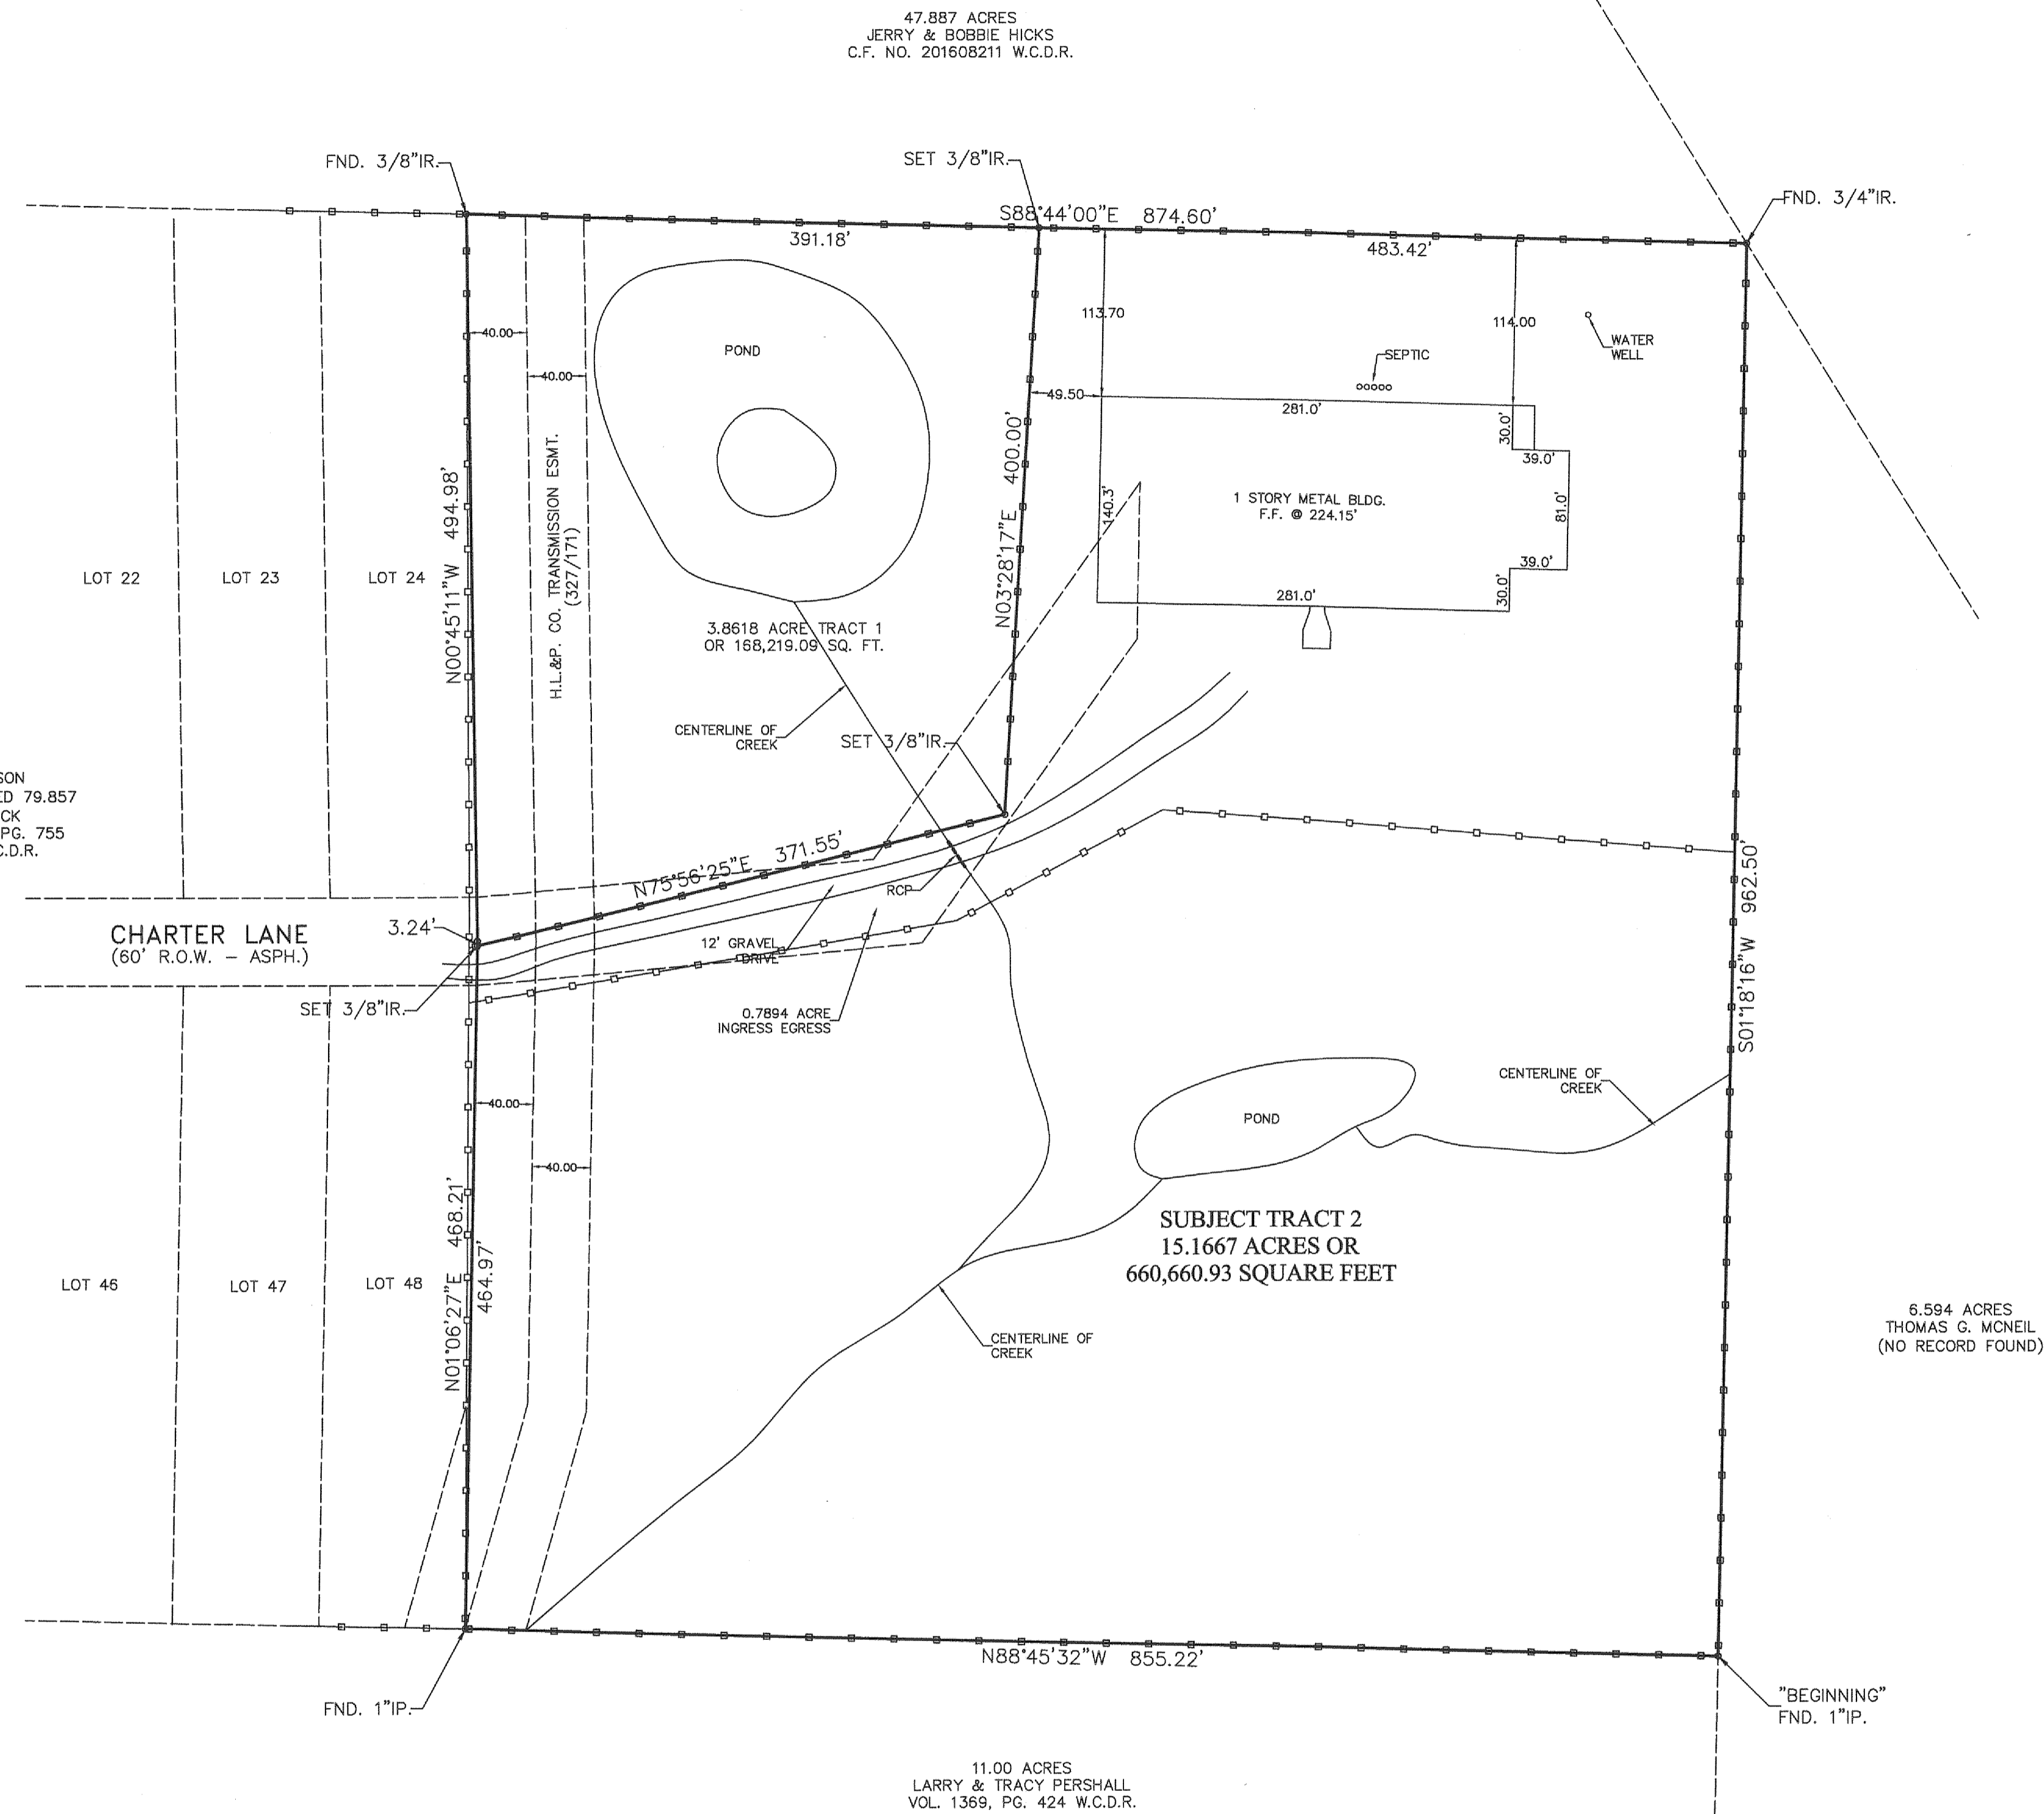 47.887 ACRES
JERRY & BOBBIE HICKS
C.F. NO. 201608211 W.C.D.R.
FND. 3/8"IR.
SET 3/8"IR.
FND. 3/4"IR.
S88°44'00"E 874.60'
391.18'
483.42'
113.70
114.00
40.00
40.00
POND
WATER
WELL
SEPTIC
49.50
281.0'
30.0'
39.0'
H.L.&P. CO. TRANSMISSION ESMT.
(327/171)
N00°45'11"W 494.98'
N03°28'17"E 400.00'
140.3'
1 STORY METAL BLDG.
F.F. @ 224.15'
81.0'
39.0'
30.0'
281.0'
LOT 22
LOT 23
LOT 24
3.8618 ACRE TRACT 1
OR 168,219.09 SQ. FT.
CENTERLINE OF
CREEK
SET 3/8"IR.
SON
ED 79.857
CK
PG. 755
C.D.R.
N75°56'25"E 371.55'
RCP
CHARTER LANE
(60' R.O.W. - ASPH.)
3.24'
12' GRAVEL
DRIVE
S01°18'16"W 962.50'
SET 3/8"IR.
0.7894 ACRE
INGRESS EGRESS
40.00
40.00
POND
CENTERLINE OF
CREEK
N01°06'27"E 468.21'
464.97'
SUBJECT TRACT 2
15.1667 ACRES OR
660,660.93 SQUARE FEET
LOT 46
LOT 47
LOT 48
CENTERLINE OF
CREEK
6.594 ACRES
THOMAS G. MCNEIL
(NO RECORD FOUND)
N88°45'32"W 855.22'
FND. 1"IP.
"BEGINNING"
FND. 1"IP.
11.00 ACRES
LARRY & TRACY PERSHALL
VOL. 1369, PG. 424 W.C.D.R.